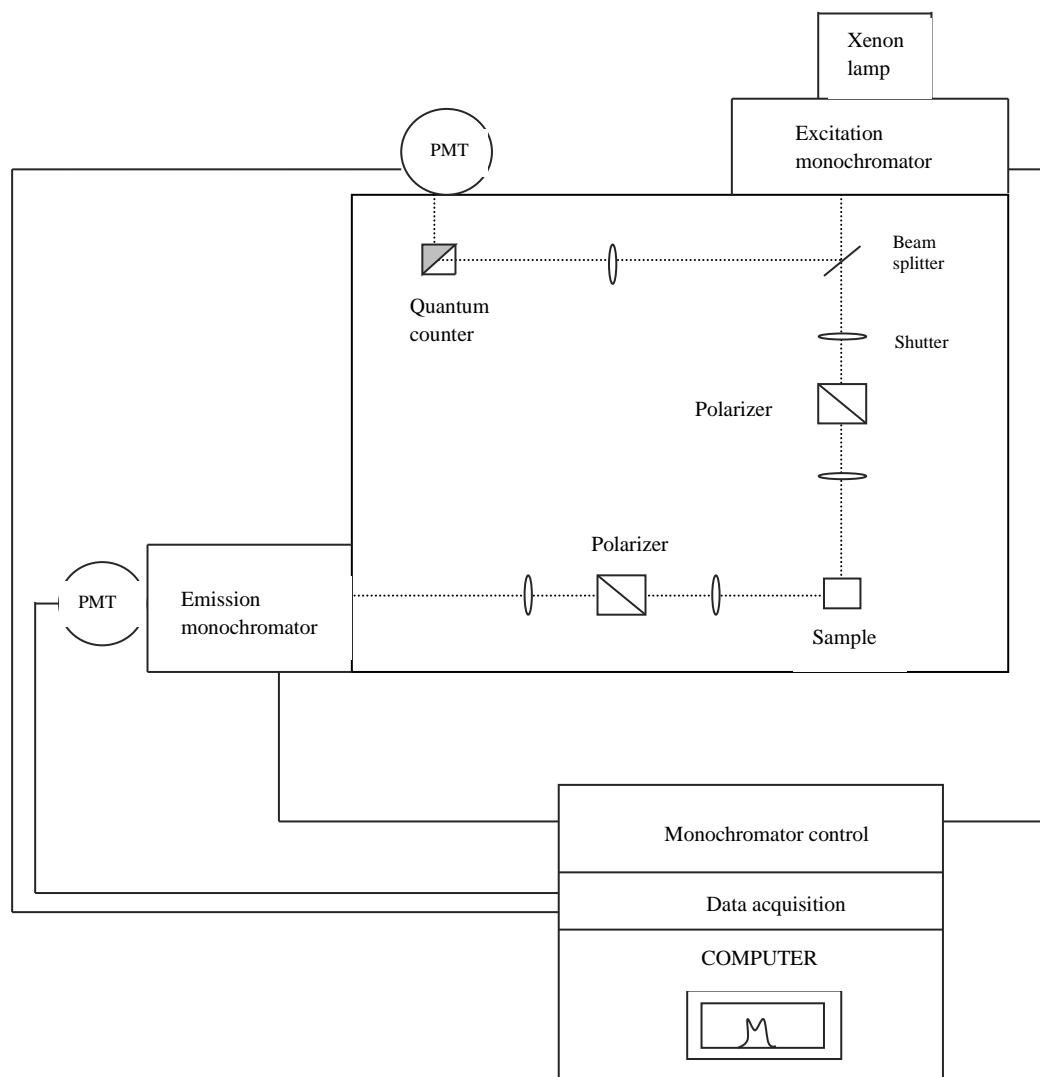 Xenon
lamp
Excitation
monochromator
PMT
Beam
splitter
Quantum
counter
Shutter
Polarizer
Polarizer
PMT
Emission
monochromator
Sample
Monochromator control
Data acquisition
COMPUTER